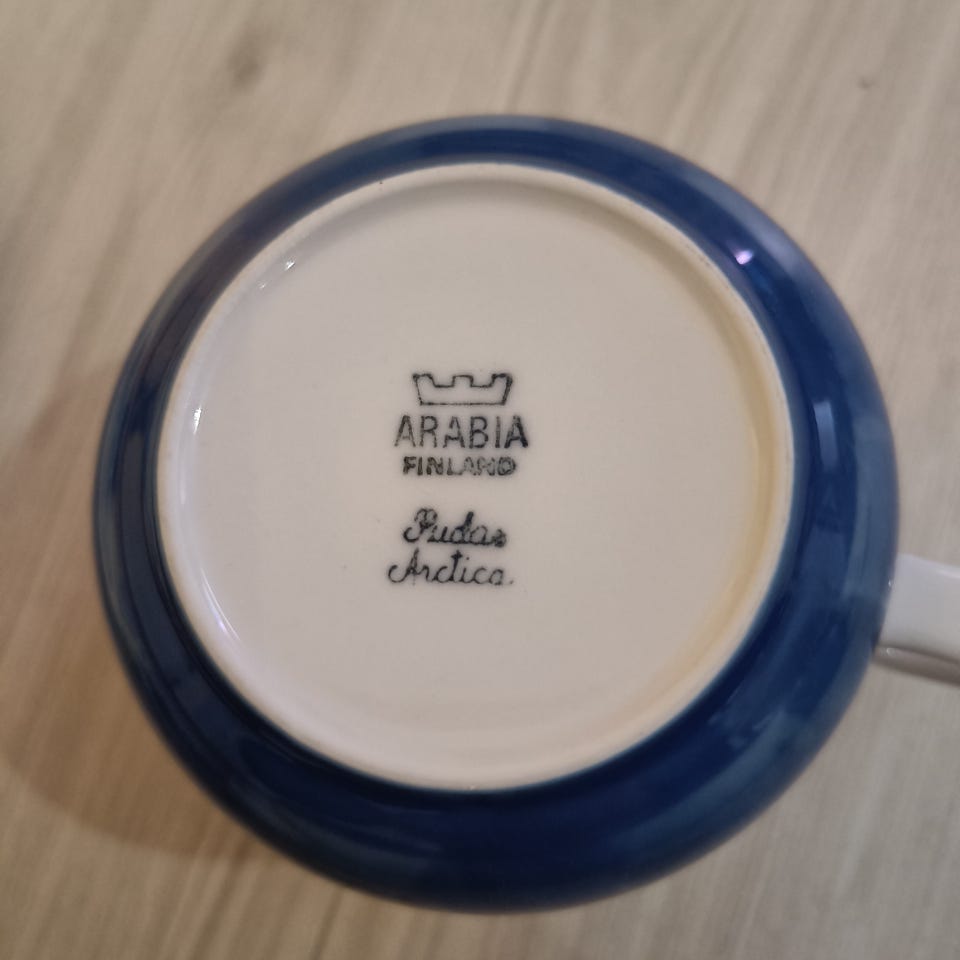 ARABIA
FINLAND
Pudas
Arctica